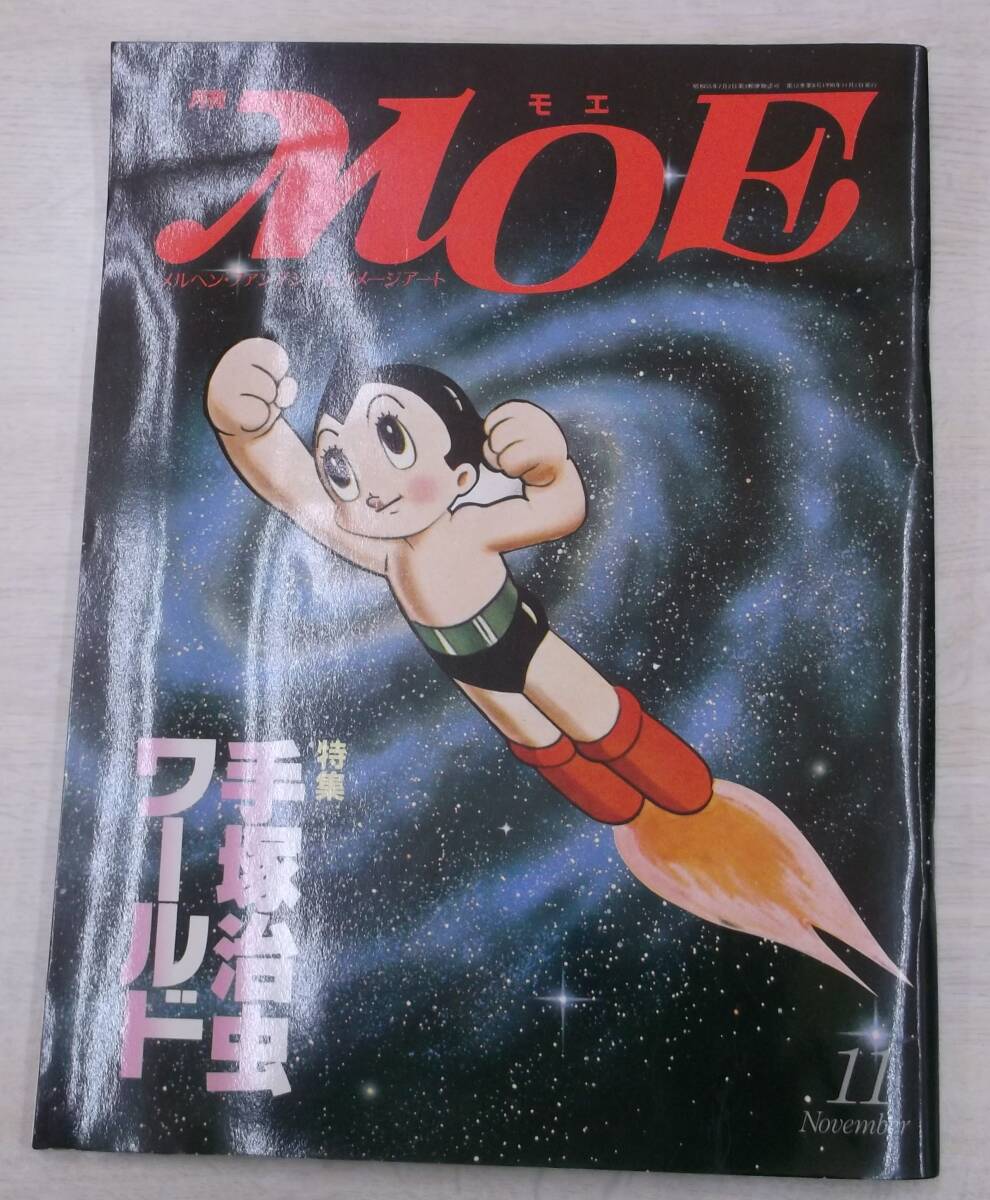 月刊
モエ
MOE
メルヘン・ファンタジー&イメージアート
特集
手塚治虫
ワールド
11
November